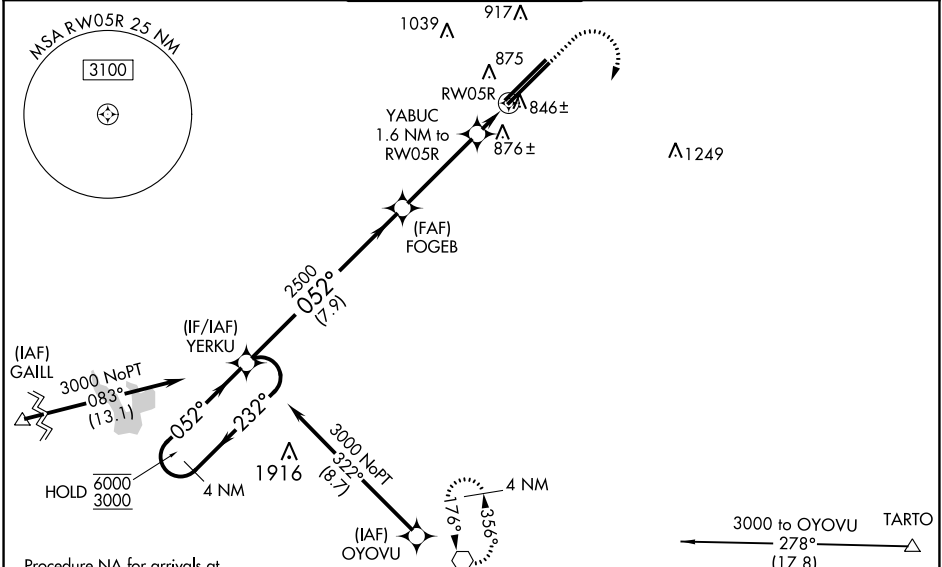 MSA RW05R 25 NM
3100
1039
917
875
RW05R
846±
YABUC
1.6 NM to
RW05R
876±
1249
(FAF)
FOGEB
2500
052°
(7.9)
(IF/IAF)
YERKU
(IAF)
GAILL
3000 NoPT
083°
(13.1)
052°
232°
HOLD
6000
3000
4 NM
1916
3000 NoPT
322°
(8.7)
(IAF)
OYOVU
4 NM
176°
356°
3000 to OYOVU
278°
(17.8)
TARTO
Procedure NA for arrivals at